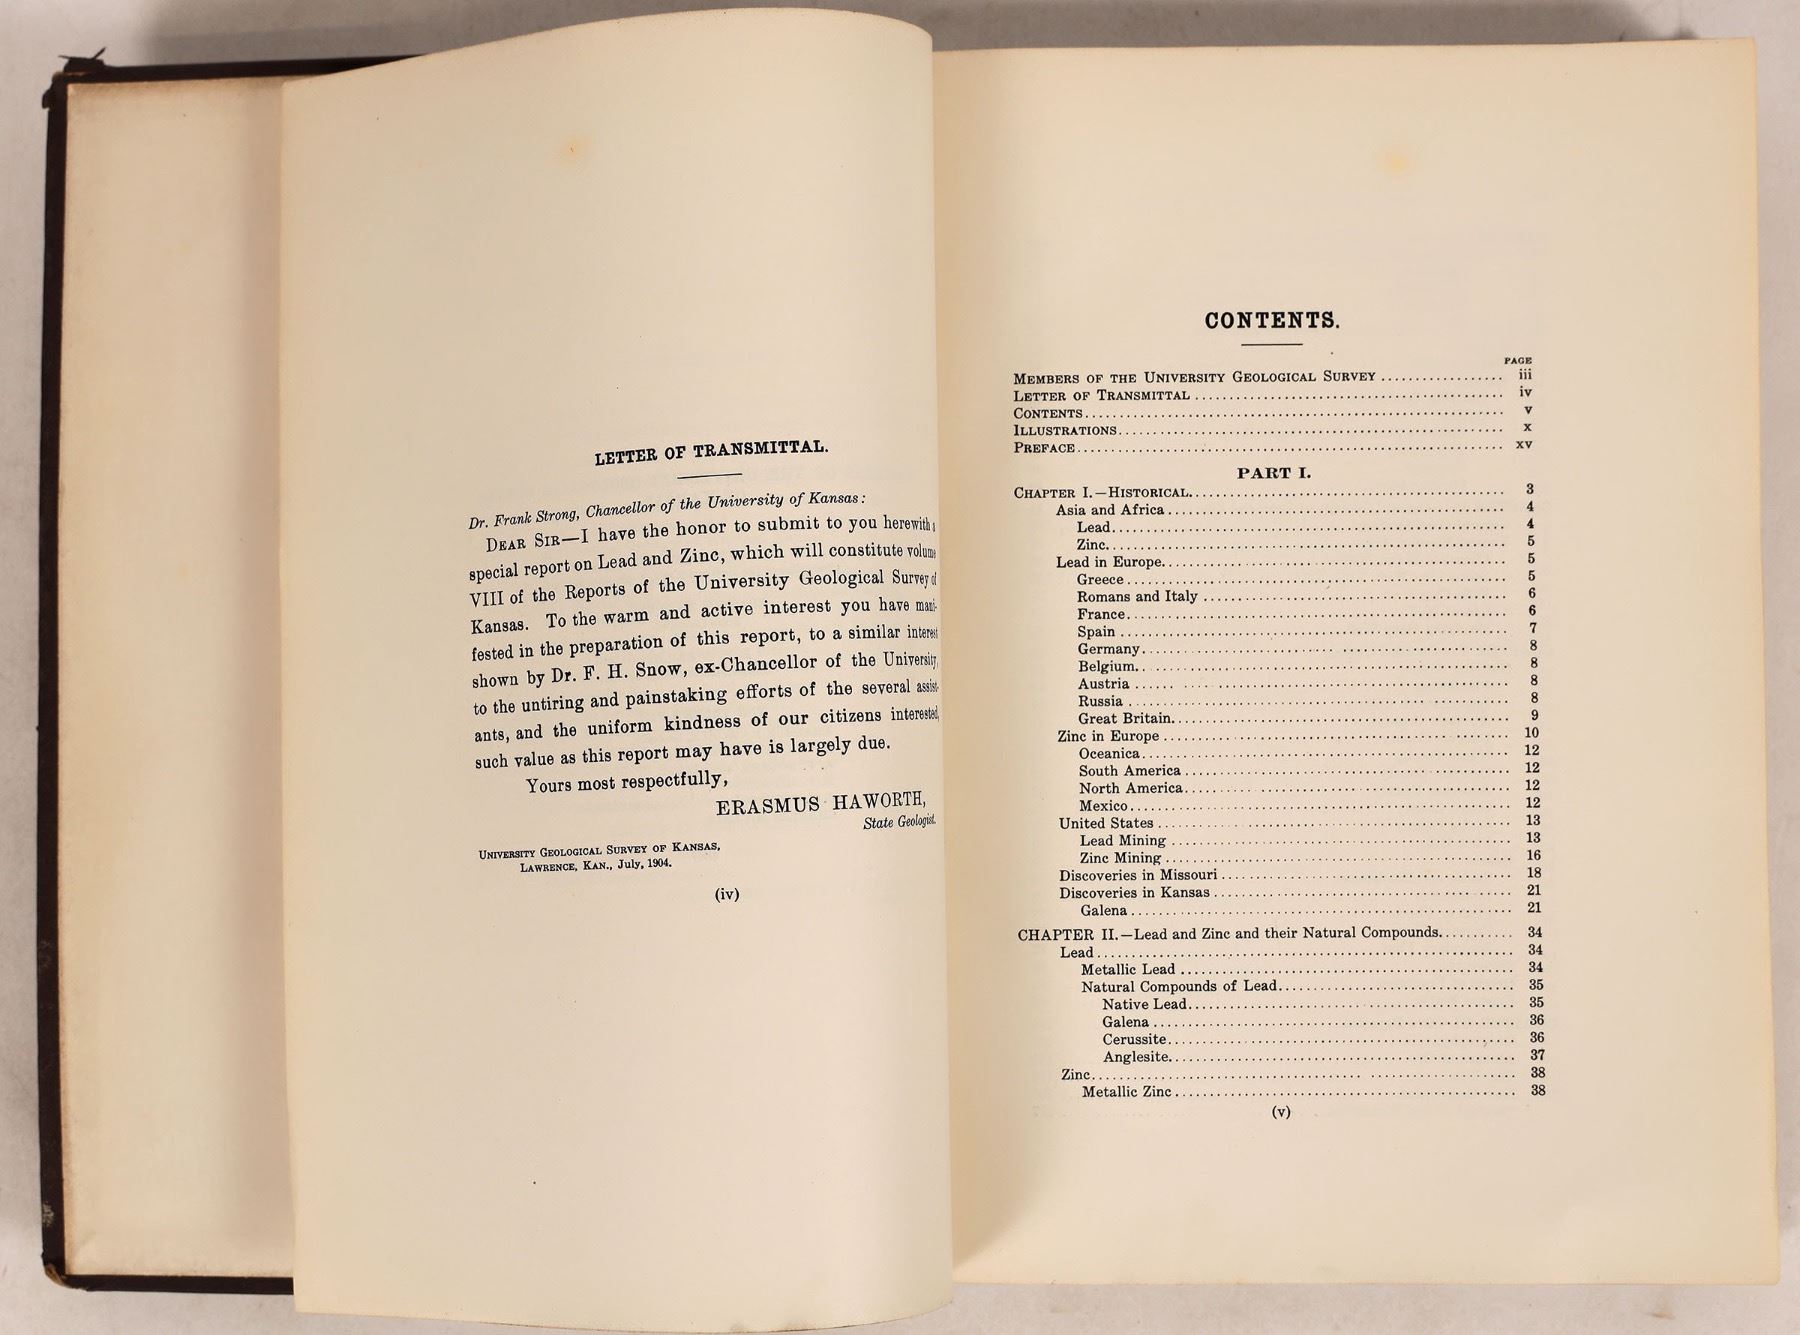 LETTER OF TRANSMITTAL.
Dr. Frank Strong, Chancellor of the University of Kansas:
DEAR SIR—I have the honor to submit to you herewith a
special report on Lead and Zinc, which will constitute volume
VIII of the Reports of the University Geological Survey of
Kansas. To the warm and active interest you have mani-
fested in the preparation of this report, to a similar interest
shown by Dr. F. H. Snow, ex-Chancellor of the University,
to the untiring and painstaking efforts of the several assist-
ants, and the uniform kindness of our citizens interested,
such value as this report may have is largely due.
Yours most respectfully,
ERASMUS HAWORTH,
State Geologist.
UNIVERSITY GEOLOGICAL SURVEY OF KANSAS,
LAWRENCE, KAN., July, 1904.
(iv)
CONTENTS.
PAGE
MEMBERS OF THE UNIVERSITY GEOLOGICAL SURVEY .................. iii
LETTER OF TRANSMITTAL ............................................ iv
CONTENTS............................................................ v
ILLUSTRATIONS....................................................... x
PREFACE............................................................. xv
PART I.
CHAPTER I.—HISTORICAL.............................................. 3
Asia and Africa................................................. 4
Lead......................................................... 4
Zinc......................................................... 5
Lead in Europe.................................................. 5
Greece....................................................... 5
Romans and Italy ............................................ 6
France....................................................... 6
Spain ....................................................... 7
Germany...................................................... 8
Belgium...................................................... 8
Austria ..................................................... 8
Russia ...................................................... 8
Great Britain................................................ 9
Zinc in Europe.................................................. 10
Oceanica..................................................... 12
South America................................................ 12
North America................................................ 12
Mexico....................................................... 12
United States................................................... 13
Lead Mining ................................................. 13
Zinc Mining.................................................. 16
Discoveries in Missouri......................................... 18
Discoveries in Kansas........................................... 21
Galena....................................................... 21
CHAPTER II.—Lead and Zinc and their Natural Compounds........... 34
Lead............................................................ 34
Metallic Lead ............................................... 34
Natural Compounds of Lead.................................... 35
Native Lead............................................... 35
Galena ................................................... 36
Cerussite................................................. 36
Anglesite................................................. 37
Zinc............................................................ 38
Metallic Zinc................................................ 38
(v)